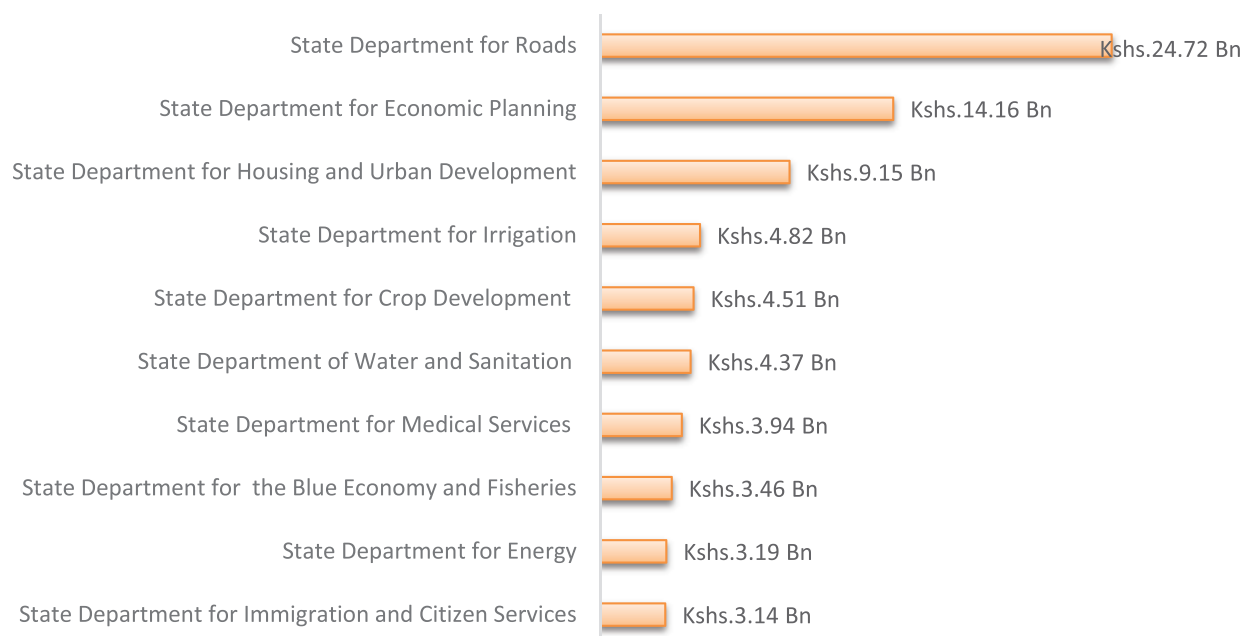 State Department for Roads Kshs.24.72 Bn
State Department for Economic Planning Kshs.14.16 Bn
State Department for Housing and Urban Development Kshs.9.15 Bn
State Department for Irrigation Kshs.4.82 Bn
State Department for Crop Development Kshs.4.51 Bn
State Department of Water and Sanitation Kshs.4.37 Bn
State Department for Medical Services Kshs.3.94 Bn
State Department for  the Blue Economy and Fisheries Kshs.3.46 Bn
State Department for Energy Kshs.3.19 Bn
State Department for Immigration and Citizen Services Kshs.3.14 Bn